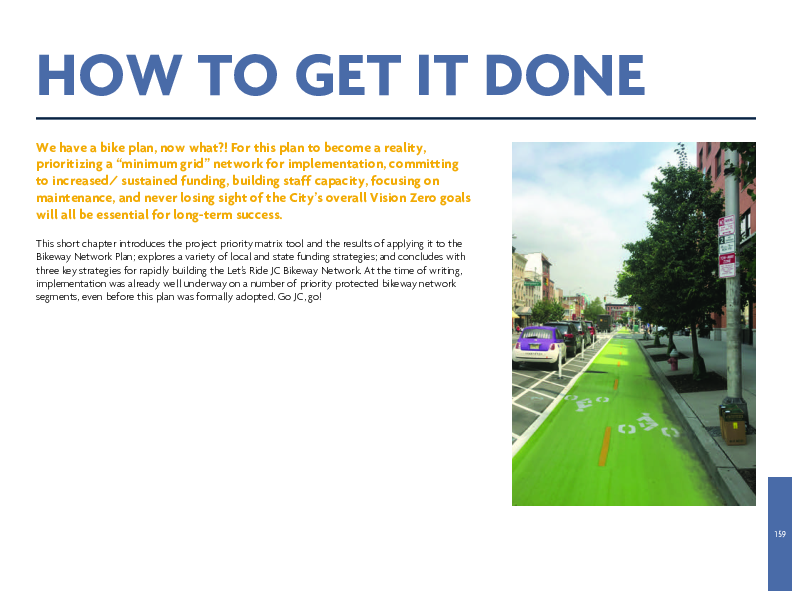 HOW TO GET IT DONE
We have a bike plan, now what?! For this plan to become a reality,
prioritizing a “minimum grid” network for implementation, committing
to increased/ sustained funding, building staff capacity, focusing on
maintenance, and never losing sight of the City’s overall Vision Zero goals
will all be essential for long-term success.
This short chapter introduces the project priority matrix tool and the results of applying it to the
Bikeway Network Plan; explores a variety of local and state funding strategies; and concludes with
three key strategies for rapidly building the Let’s Ride JC Bikeway Network. At the time of writing,
implementation was already well underway on a number of priority protected bikeway network
segments, even before this plan was formally adopted. Go JC, go!
159